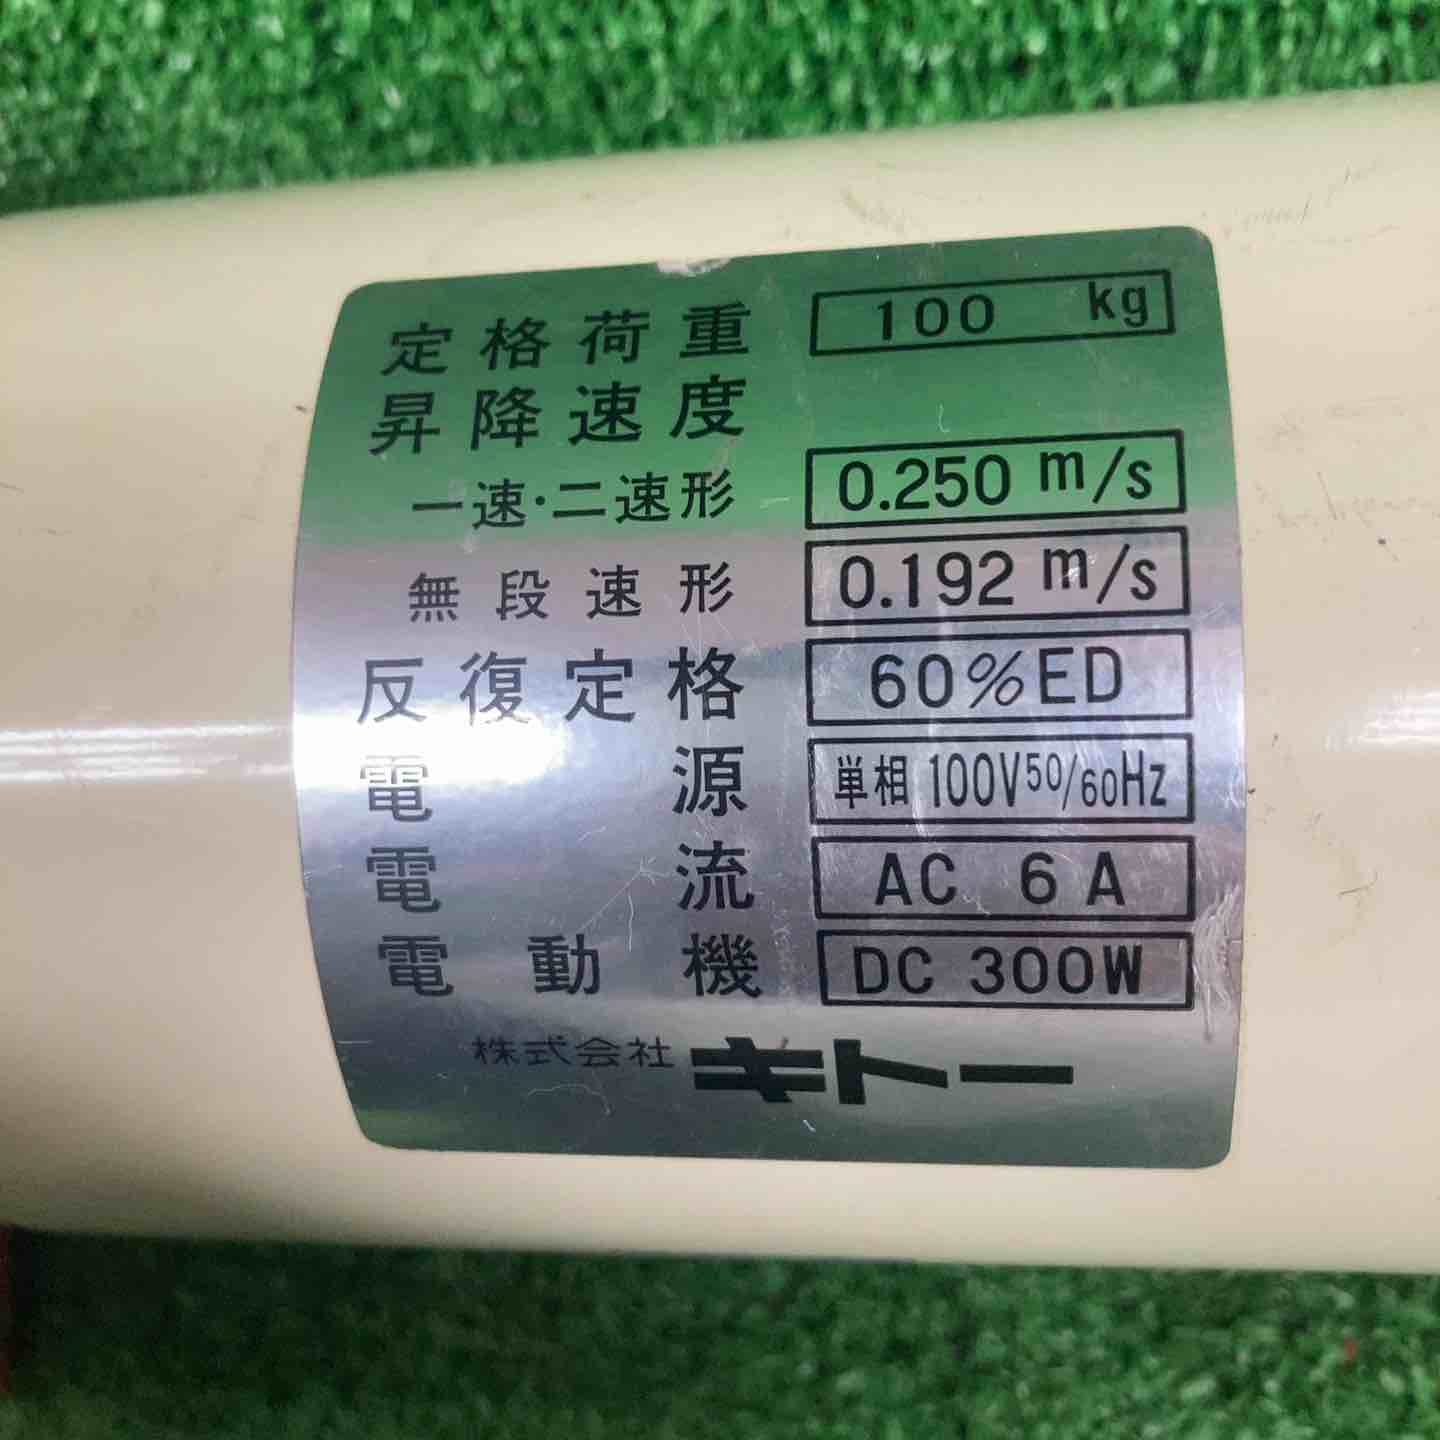 定格荷重 100 kg
昇降速度
一速·二速形 0.250 m/s
無段速形 0.192 m/s
反復定格 60%ED
電源 単相 100V 50/60Hz
電流 AC 6 A
電動機 DC 300W
株式会社 キトー